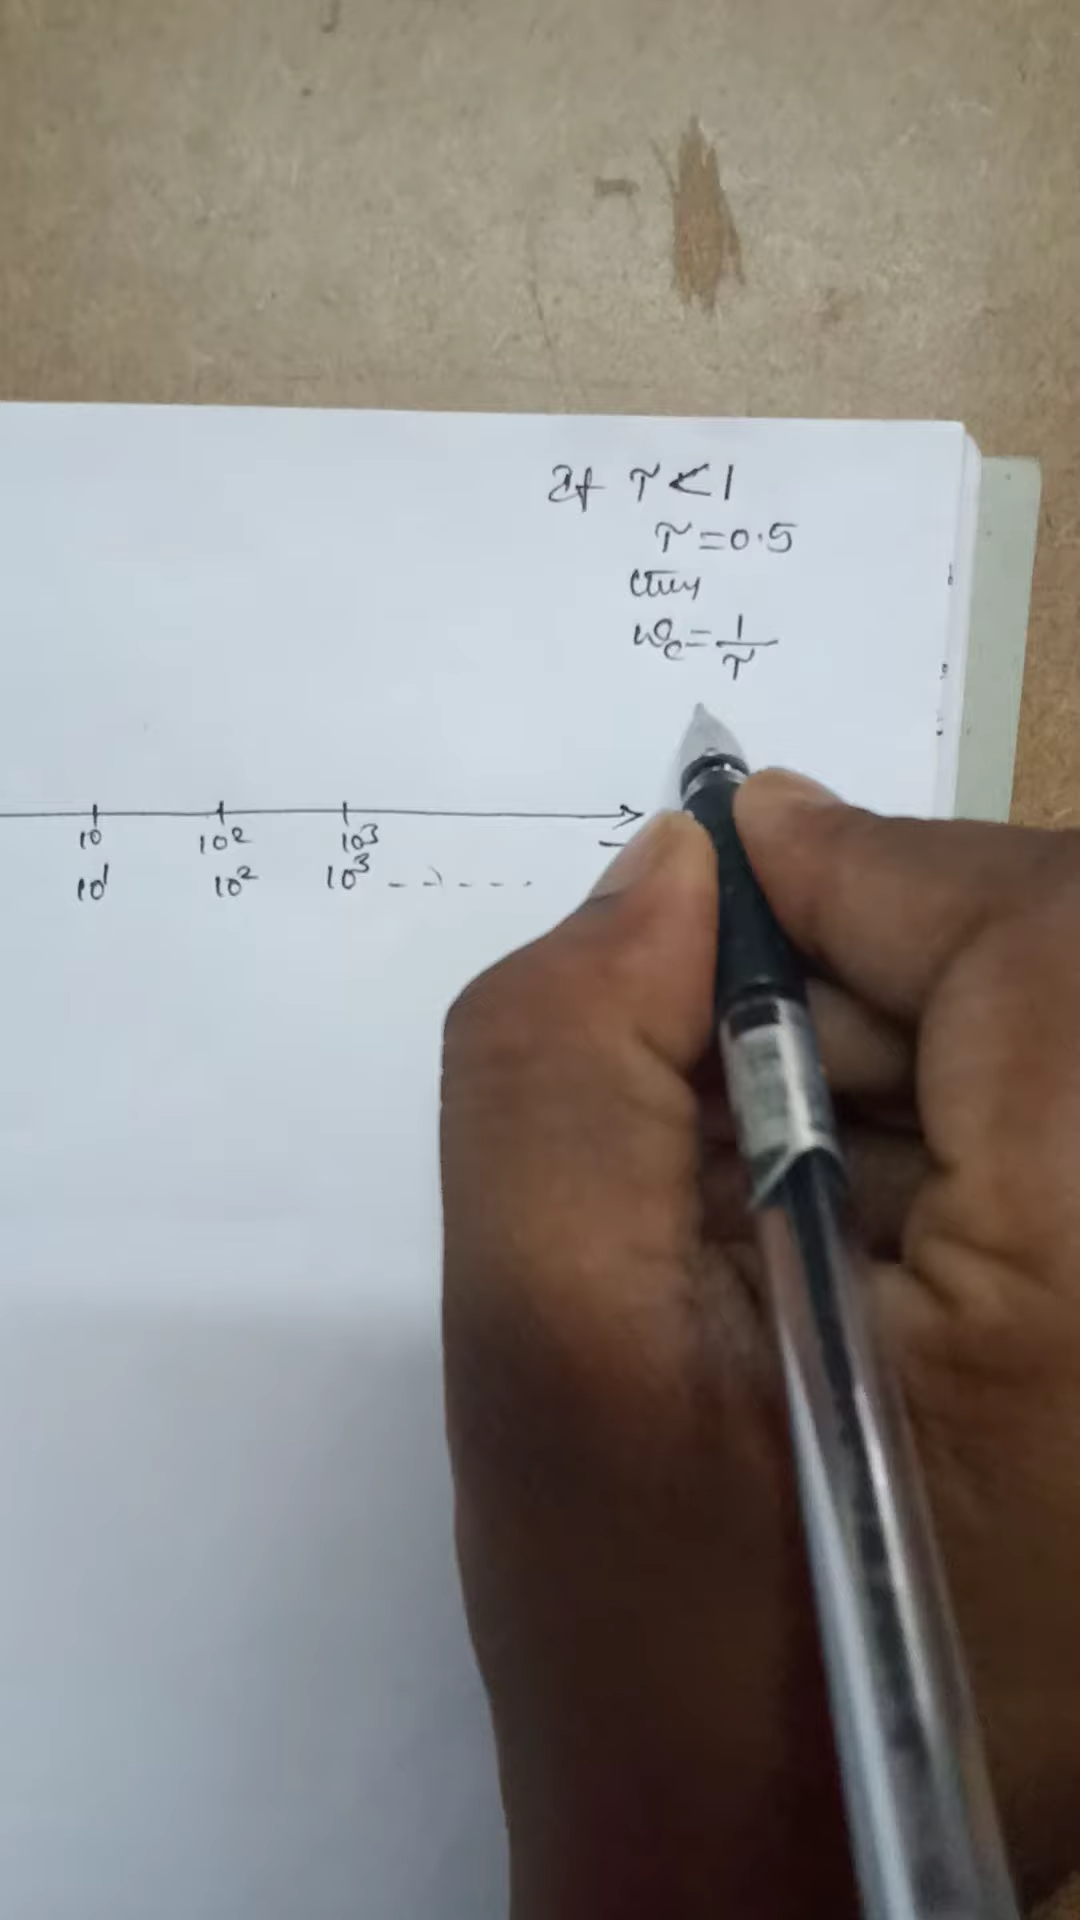 If τ < 1
τ = 0.5
then
ωc = 1/τ
10 10² 10³
10¹ 10² 10³ - - - - - -